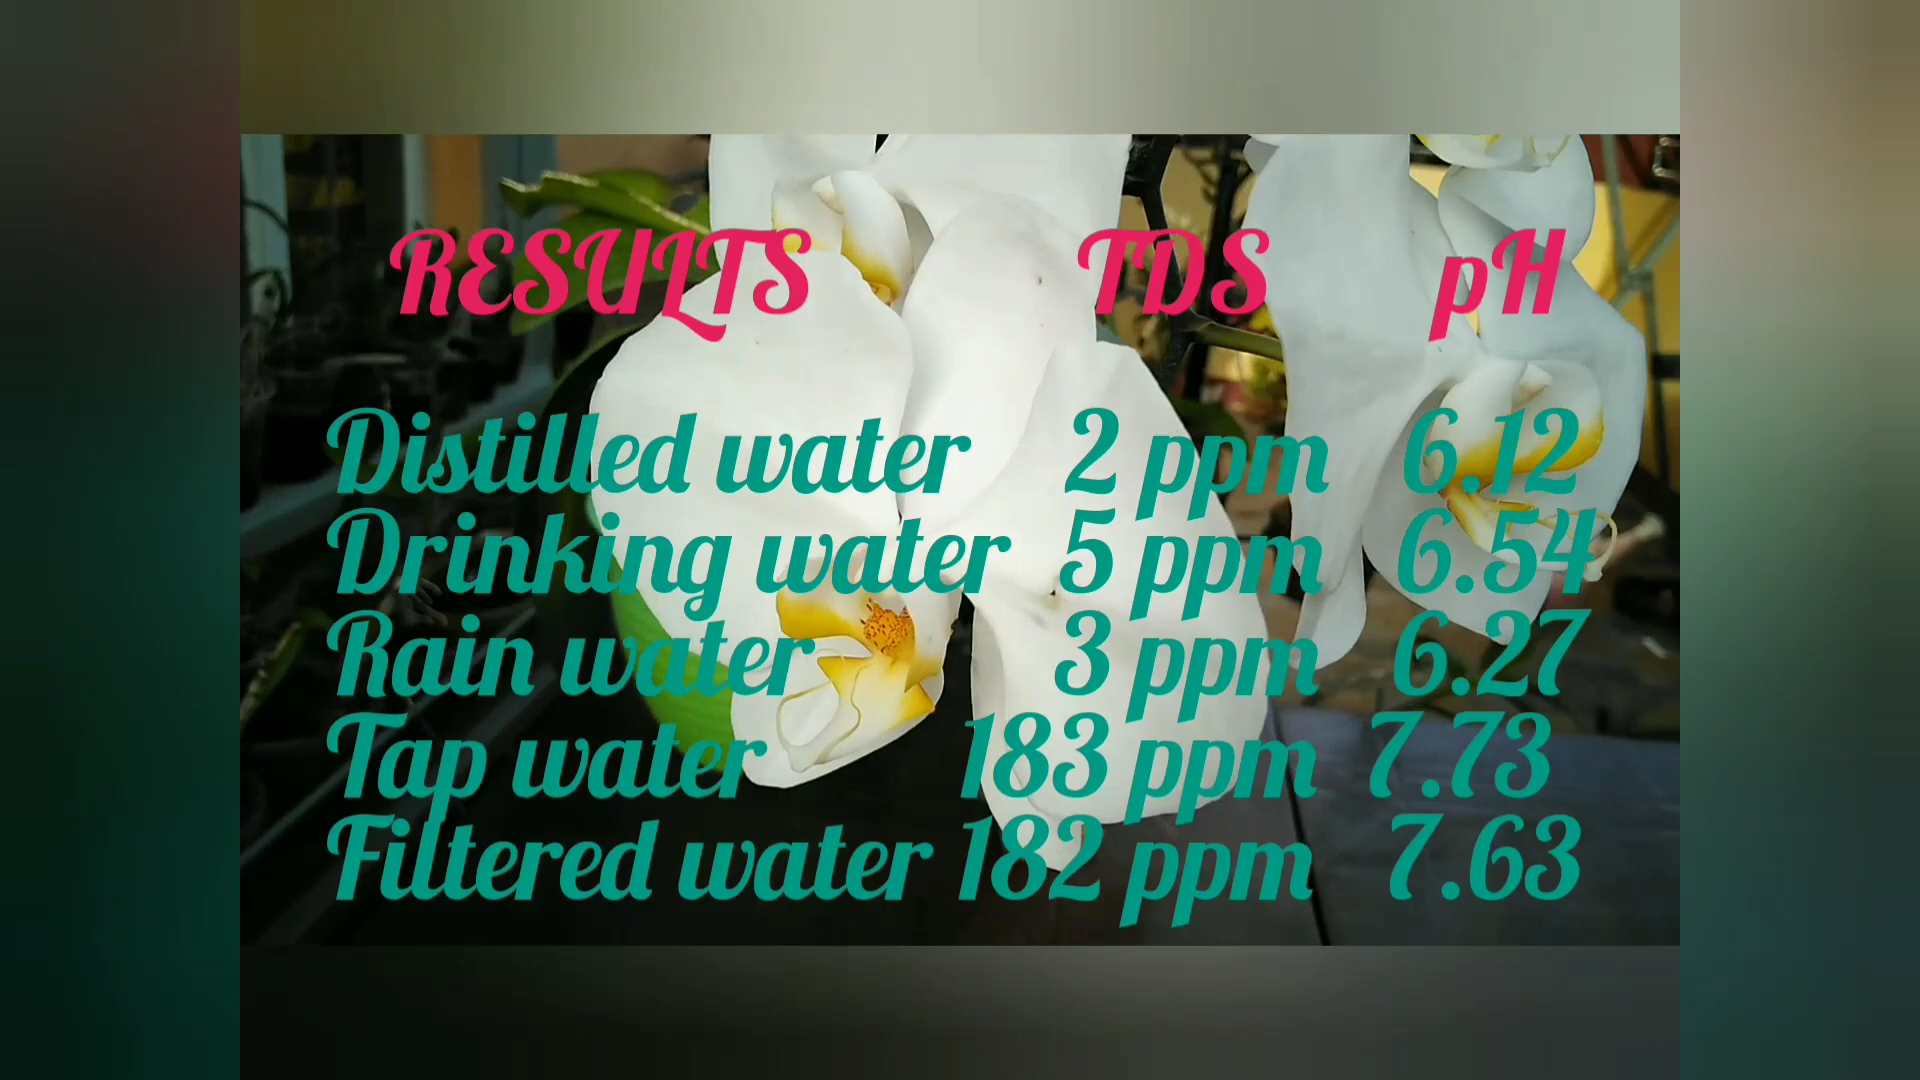 RESULTS TDS pH
Distilled water 2 ppm 6.12
Drinking water 5 ppm 6.54
Rain water 3 ppm 6.27
Tap water 183 ppm 7.73
Filtered water 182 ppm 7.63